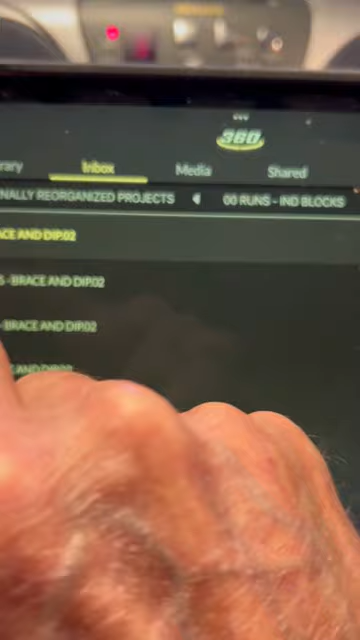 360
rary Inbox Media Shared
NALLY REORGANIZED PROJECTS 00 RUNS - IND BLOCKS
ACE AND DIP.02
S - BRACE AND DIP.02
- BRACE AND DIP.02